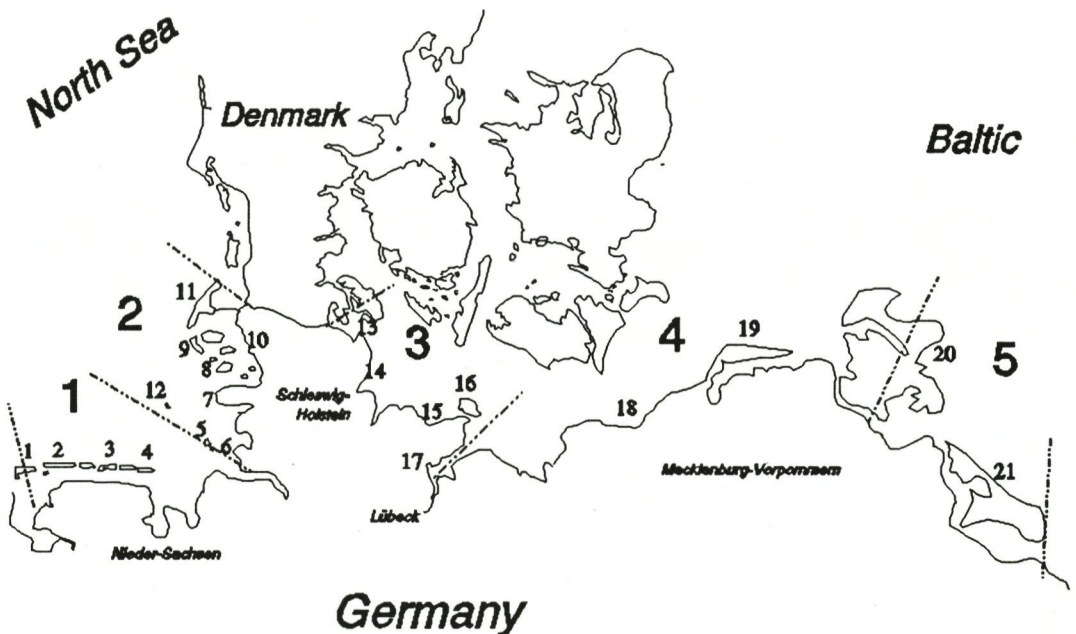 North Sea
Denmark
Baltic
11
2
10
9
8
12
7
1
5
6
1
2
3
4
Nieder-Sachsen
13
3
14
Schleswig-
Holstein
16
15
17
Lübeck
4
19
18
Mecklenburg-Vorpommern
20
5
21
Germany